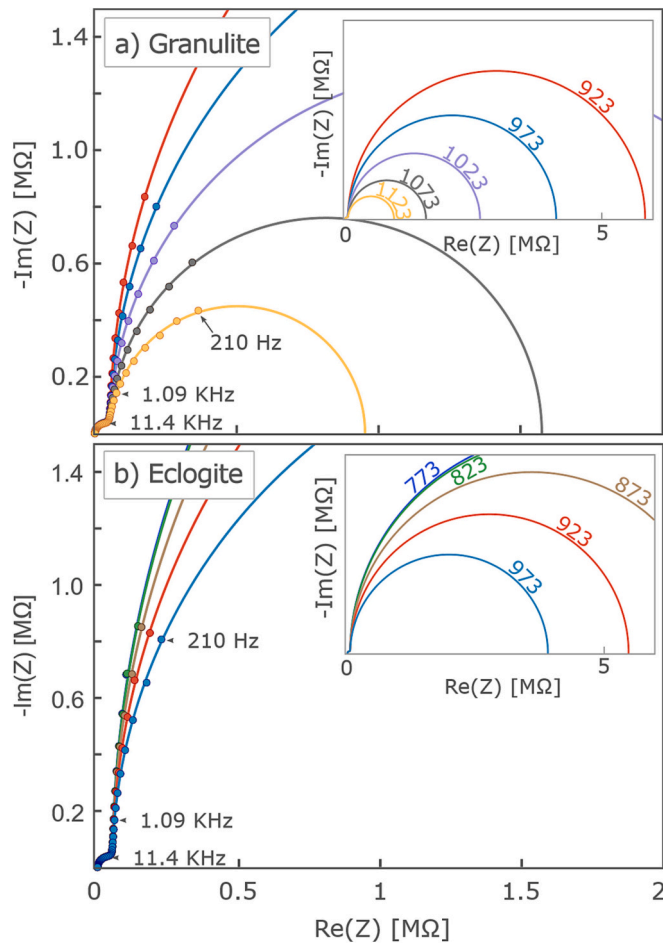 1.4
a) Granulite
923
973
1023
1073
1123
-Im(Z) [MΩ]
0
5
Re(Z) [MΩ]
1.0
0.6
0.2
-Im(Z) [MΩ]
210 Hz
1.09 KHz
11.4 KHz
1.4
b) Eclogite
773
823
873
923
973
-Im(Z) [MΩ]
0
5
Re(Z) [MΩ]
1.0
0.6
0.2
-Im(Z) [MΩ]
210 Hz
1.09 KHz
11.4 KHz
0
0.5
1
1.5
2
Re(Z) [MΩ]